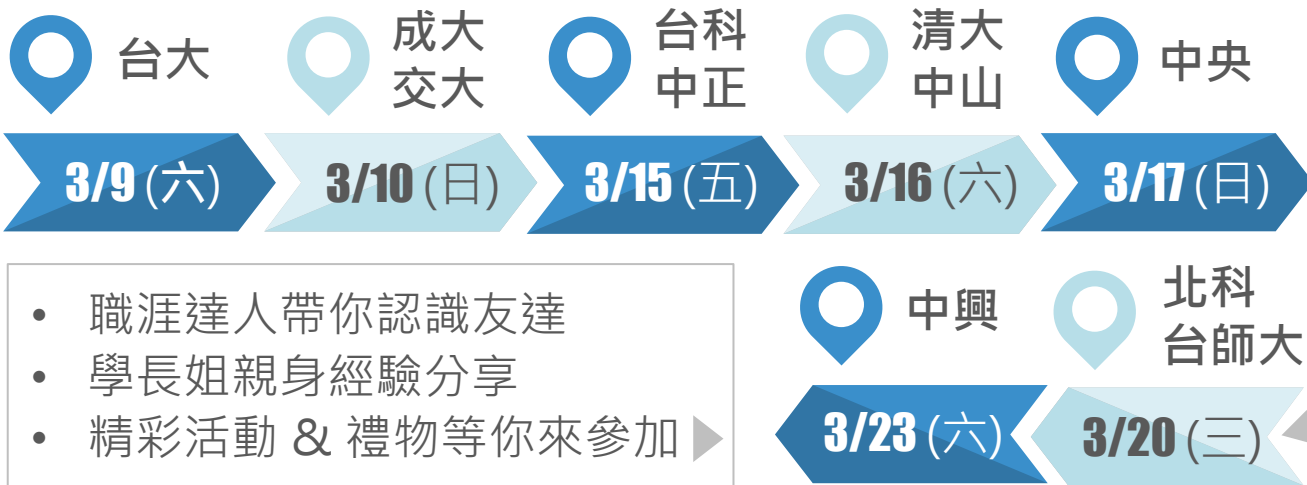 台大
成大
交大
台科
中正
清大
中山
中央
3/9 (六)
3/10 (日)
3/15 (五)
3/16 (六)
3/17 (日)
• 職涯達人帶你認識友達
• 學長姐親身經驗分享
• 精彩活動 & 禮物等你來參加
中興
北科
台師大
3/23 (六)
3/20 (三)